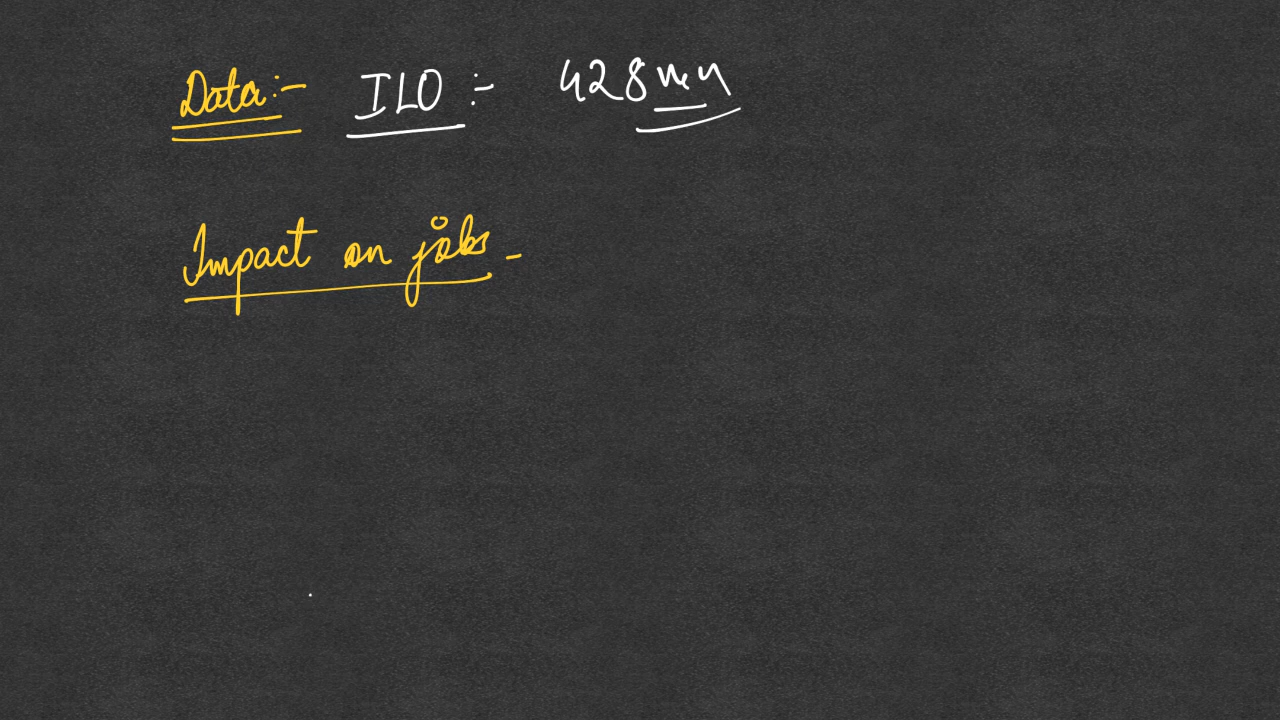 Data:- ILO :- 428mn
Impact on jobs -